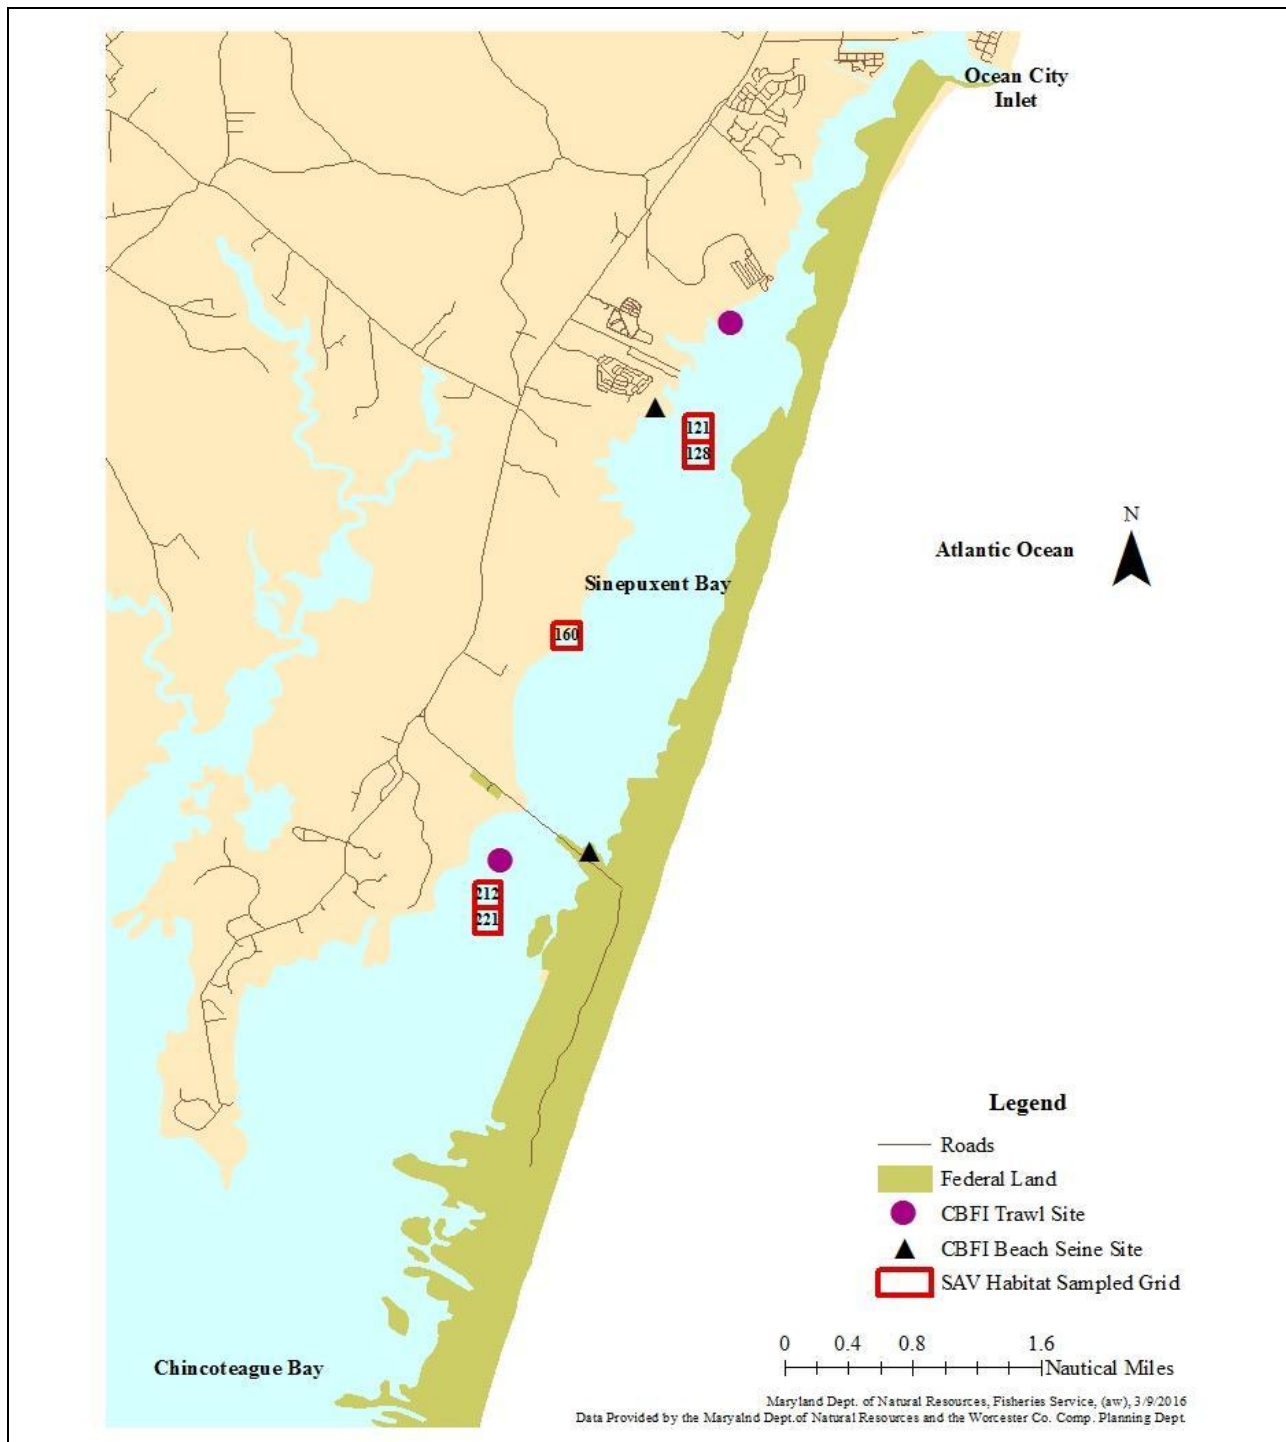 Ocean City
Inlet
121
128
N
Atlantic Ocean
Sinepuxent Bay
160
212
221
Legend
Roads
Federal Land
CBFI Trawl Site
CBFI Beach Seine Site
SAV Habitat Sampled Grid
0 0.4 0.8 1.6
Nautical Miles
Chincoteague Bay
Maryland Dept. of Natural Resources, Fisheries Service, (aw), 3/9/2016
Data Provided by the Maryalnd Dept.of Natural Resources and the Worcester Co. Comp. Planning Dept.